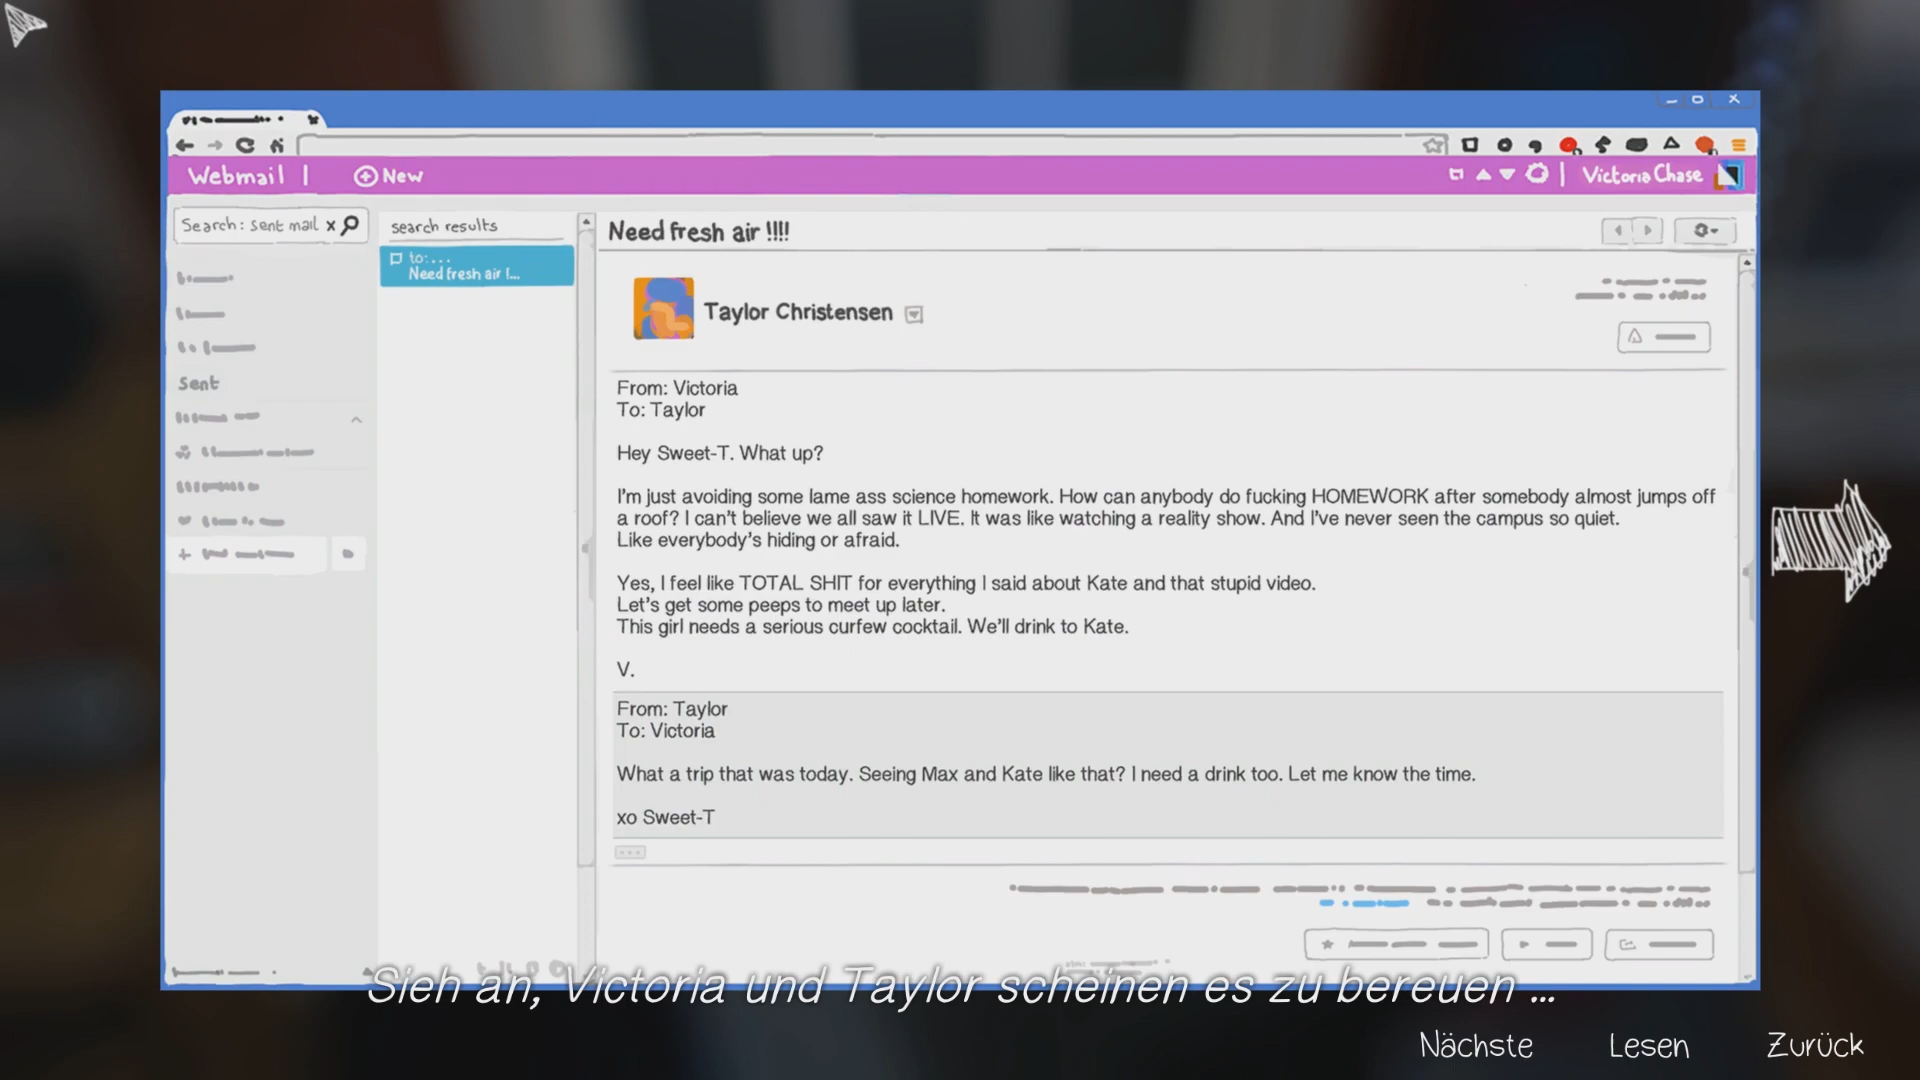 Webmail | New
Victoria Chase
Search: sent mail x
search results
to:...
Need fresh air !...
Sent
Need fresh air !!!!
Taylor Christensen
From: Victoria
To: Taylor
Hey Sweet-T. What up?
I'm just avoiding some lame ass science homework. How can anybody do fucking HOMEWORK after somebody almost jumps off
a roof? I can't believe we all saw it LIVE. It was like watching a reality show. And I've never seen the campus so quiet.
Like everybody's hiding or afraid.
Yes, I feel like TOTAL SHIT for everything I said about Kate and that stupid video.
Let's get some peeps to meet up later.
This girl needs a serious curfew cocktail. We'll drink to Kate.
V.
From: Taylor
To: Victoria
What a trip that was today. Seeing Max and Kate like that? I need a drink too. Let me know the time.
xo Sweet-T
Sieh an, Victoria und Taylor scheinen es zu bereuen ...
Nächste Lesen Zurück